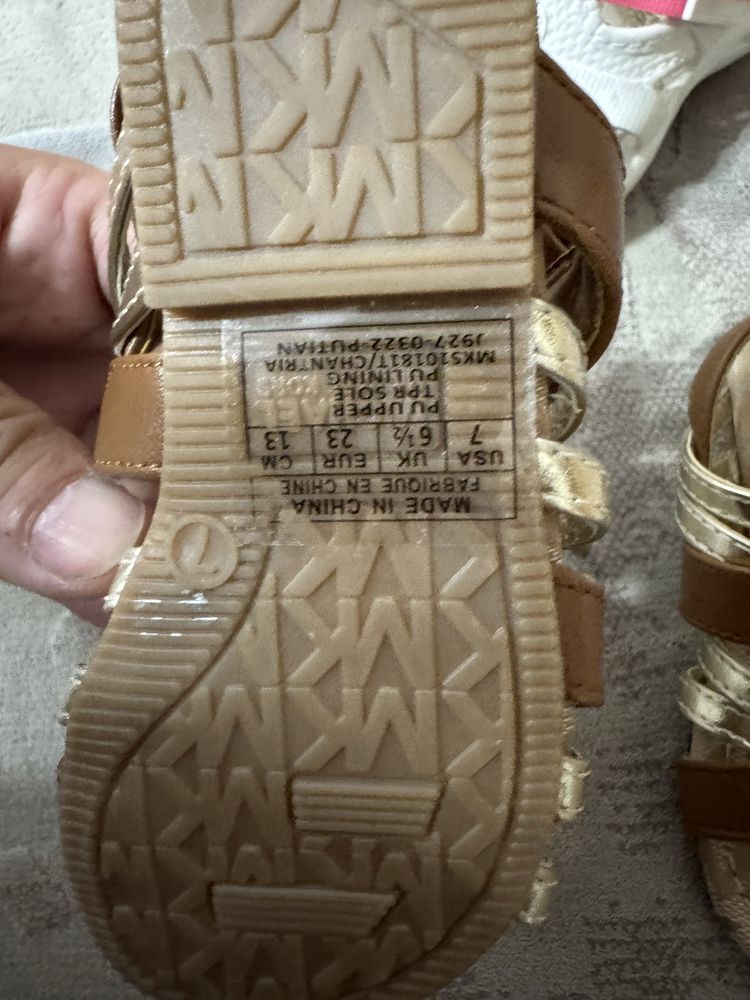 MADE IN CHINA
FABRIQUE EN CHINE
USA UK EUR CM
7 6½ 23 13
PU UPPER
TPR SOLE
PU LINING
MKS10181T/CHANTRIA
J927-0322-PUTIAN
7